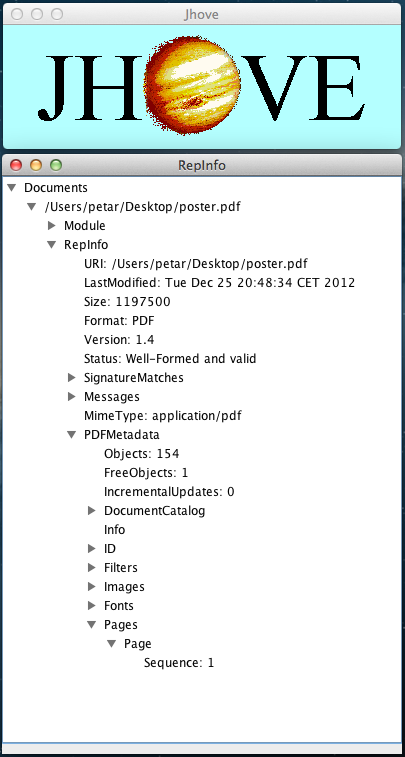 Jhove
JHOVE
RepInfo
Documents
/Users/petar/Desktop/poster.pdf
Module
RepInfo
URI: /Users/petar/Desktop/poster.pdf
LastModified: Tue Dec 25 20:48:34 CET 2012
Size: 1197500
Format: PDF
Version: 1.4
Status: Well-Formed and valid
SignatureMatches
Messages
MimeType: application/pdf
PDFMetadata
Objects: 154
FreeObjects: 1
IncrementalUpdates: 0
DocumentCatalog
Info
ID
Filters
Images
Fonts
Pages
Page
Sequence: 1